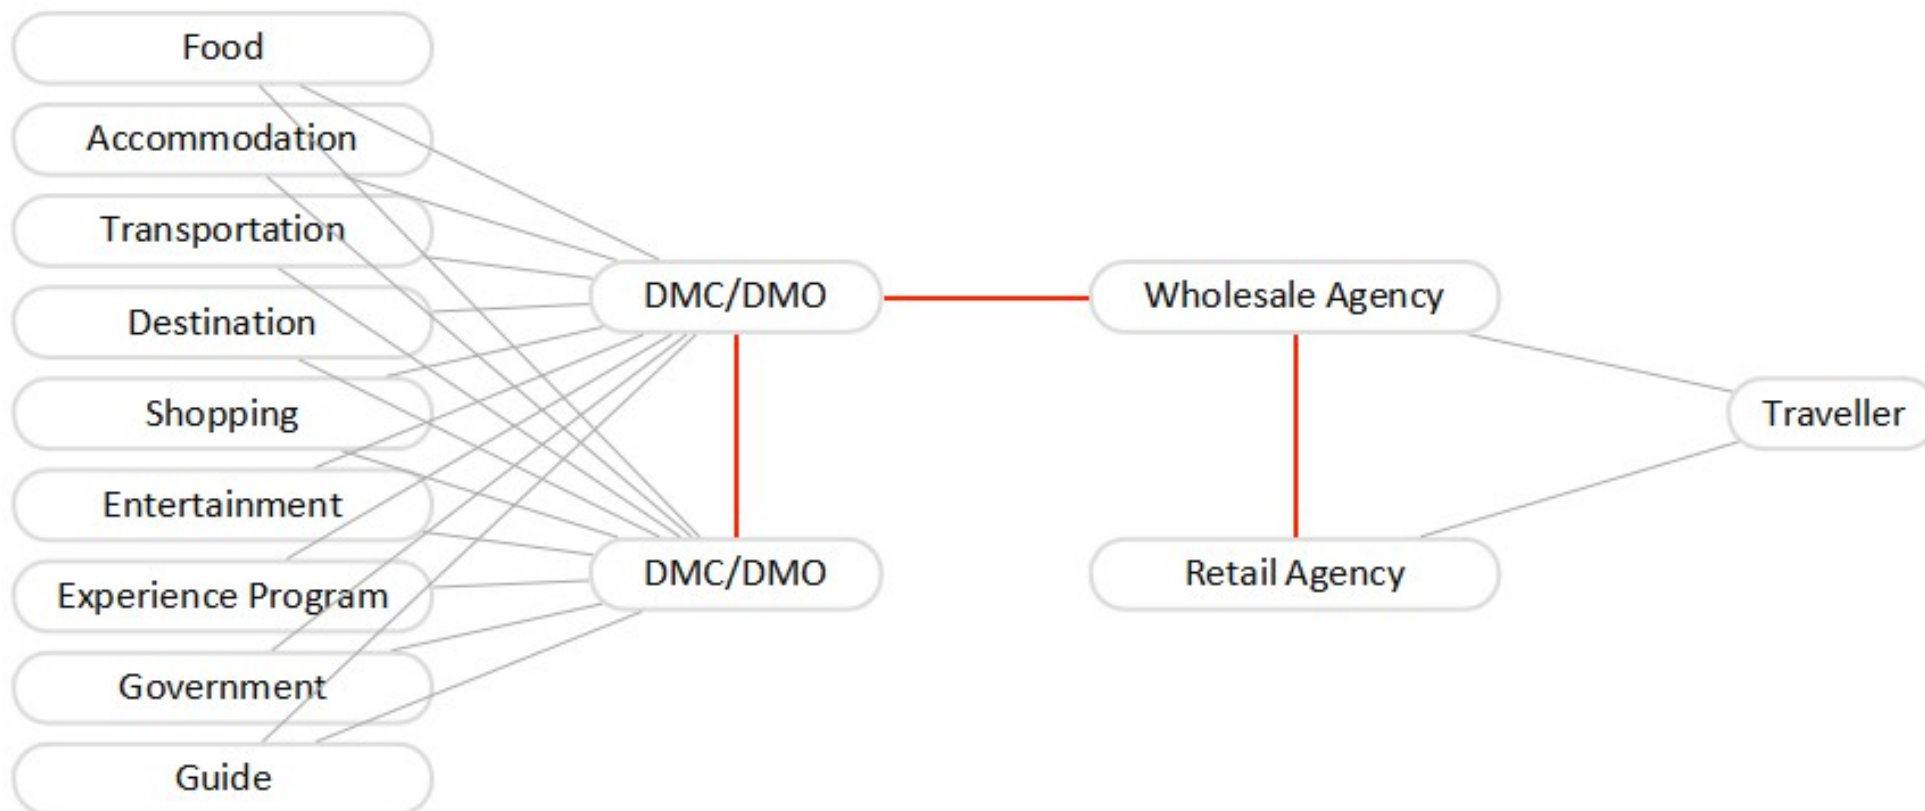 Food
Accommodation
Transportation
Destination
Shopping
Entertainment
Experience Program
Government
Guide
DMC/DMO
DMC/DMO
Wholesale Agency
Retail Agency
Traveller